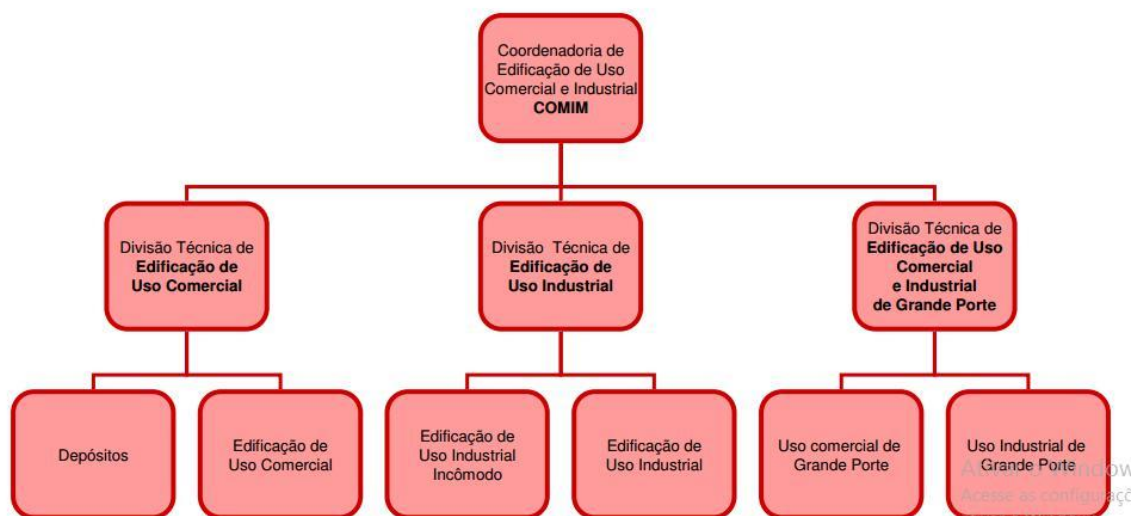 Coordenadoria de
Edificação de Uso
Comercial e Industrial
COMIM
Divisão Técnica de
Edificação de
Uso Comercial
Divisão Técnica de
Edificação de
Uso Industrial
Divisão Técnica de
Edificação de Uso
Comercial
e Industrial
de Grande Porte
Depósitos
Edificação de
Uso Comercial
Edificação de
Uso Industrial
Incômodo
Edificação de
Uso Industrial
Uso comercial de
Grande Porte
Uso Industrial de
Grande Porte
Acesse as